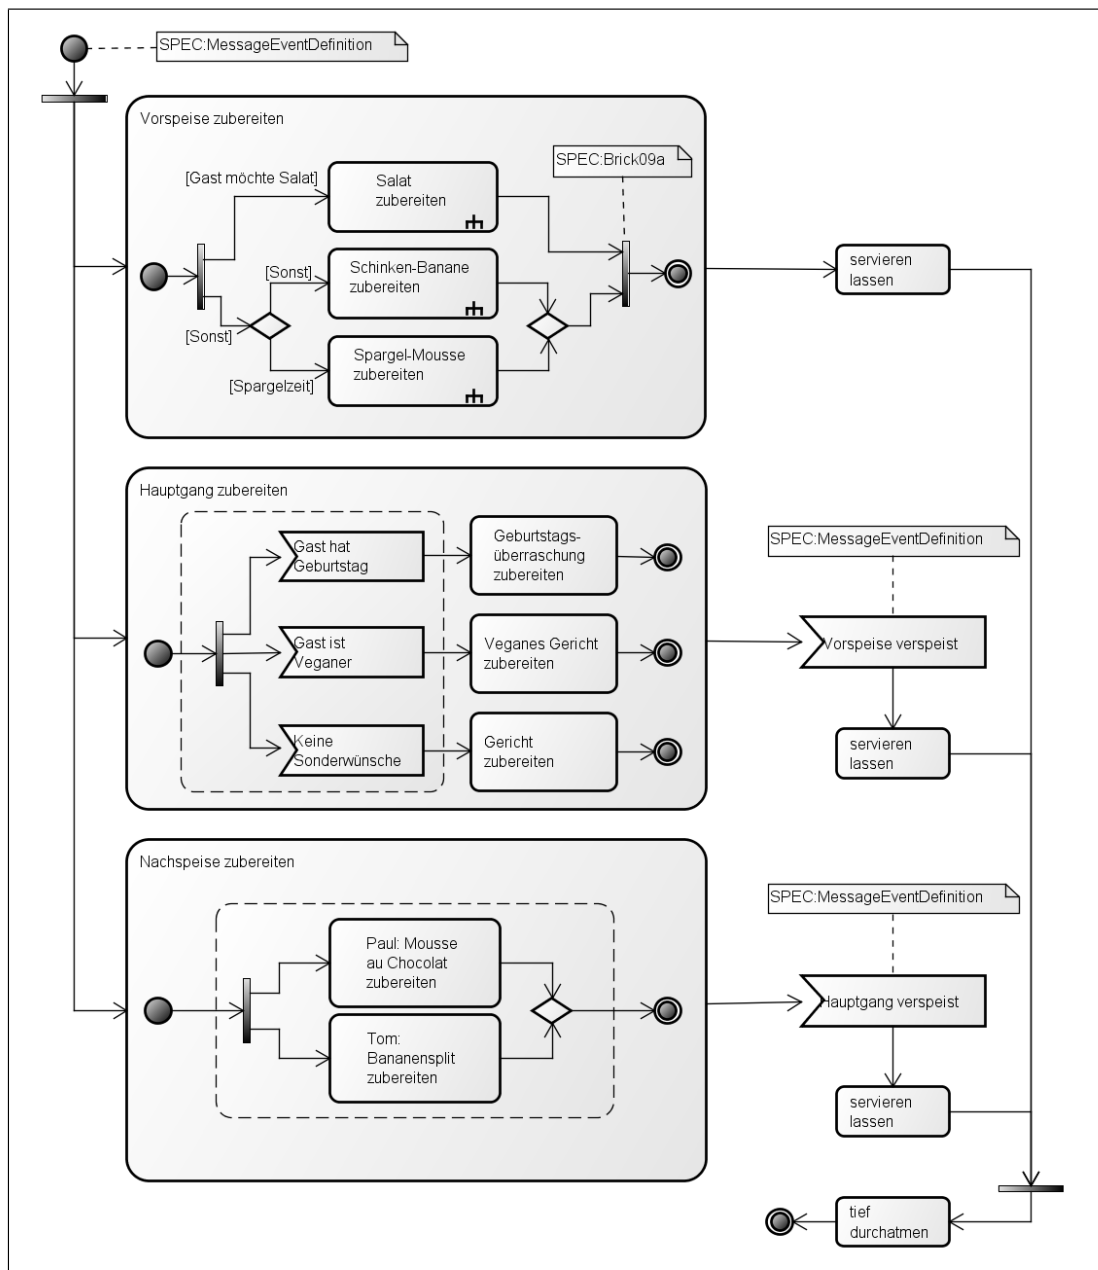 SPEC:MessageEventDefinition
Vorspeise zubereiten
SPEC:Brick09a
[Gast möchte Salat]
Salat
zubereiten
[Sonst]
Schinken-Banane
zubereiten
servieren
lassen
[Sonst]
Spargel-Mousse
zubereiten
[Spargelzeit]
Hauptgang zubereiten
Gast hat
Geburtstag
Geburtstags-
überraschung
zubereiten
SPEC:MessageEventDefinition
Gast ist
Veganer
Veganes Gericht
zubereiten
Vorspeise verspeist
Keine
Sonderwünsche
Gericht
zubereiten
servieren
lassen
Nachspeise zubereiten
SPEC:MessageEventDefinition
Paul: Mousse
au Chocolat
zubereiten
Hauptgang verspeist
Tom:
Bananensplit
zubereiten
servieren
lassen
tief
durchatmen